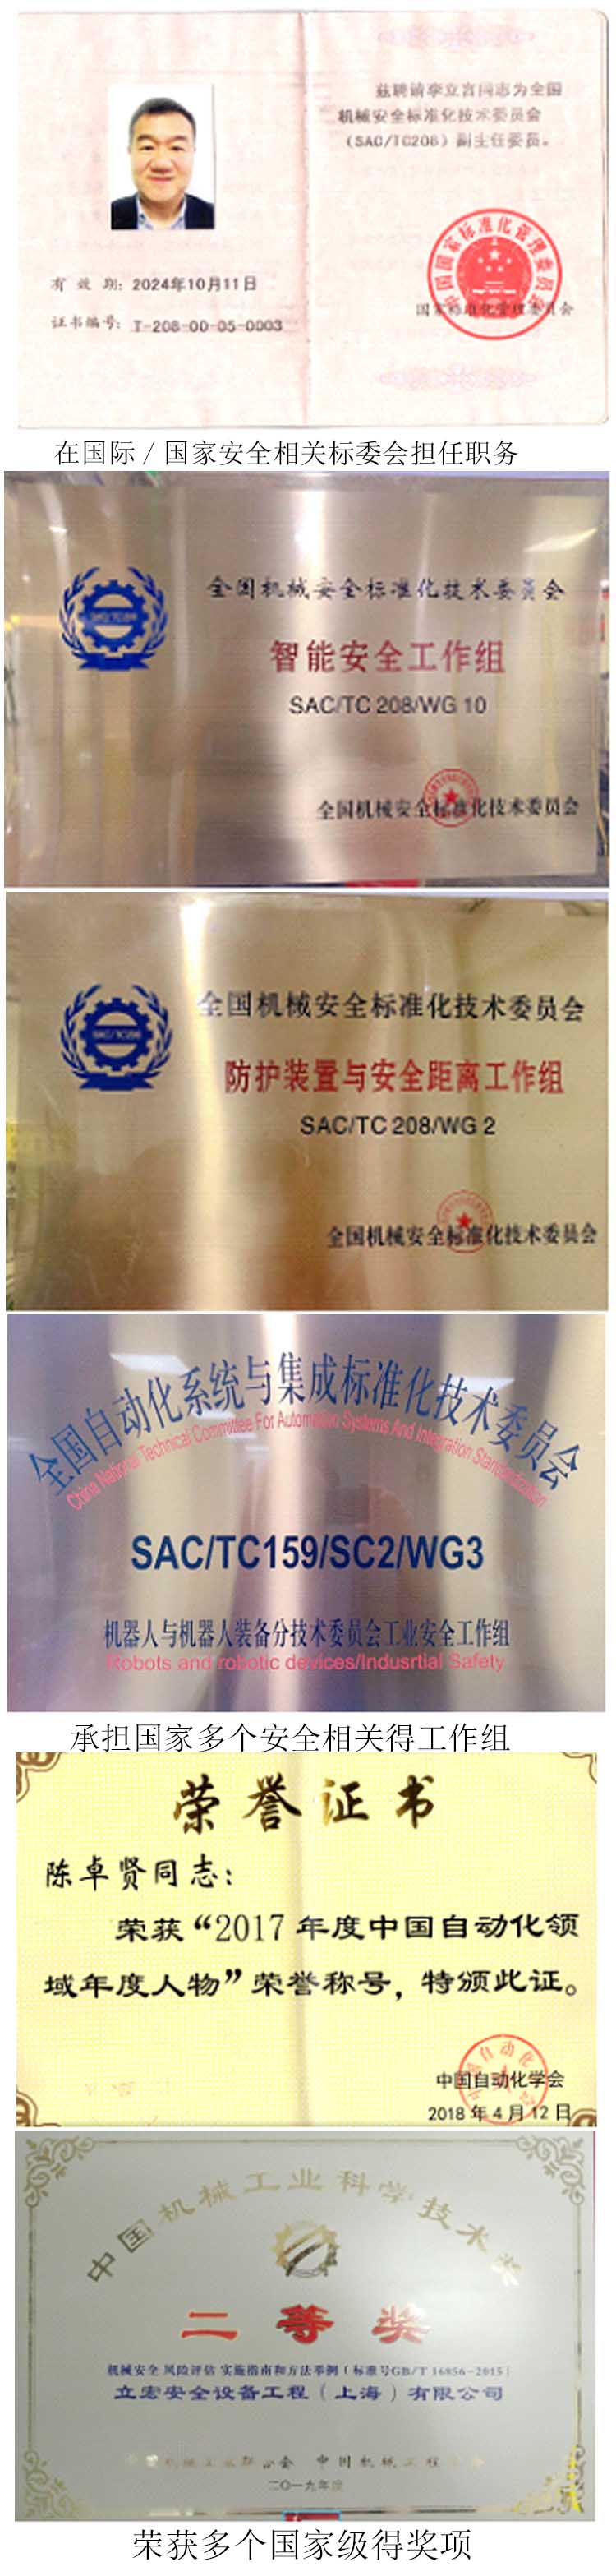 兹聘请李立言同志为全国
机械安全标准化技术委员会
（SAC/TC208）副主任委员。
中国国家标准化管理委员会
国家标准化管理委员会
有 效 期：2024年10月11日
证书编号：T-208-00-05-0003
在国际 / 国家安全相关标委会担任职务
全国机械安全标准化技术委员会
智能安全工作组
SAC/TC 208/WG 10
全国机械安全标准化技术委员会
全国机械安全标准化技术委员会
SAC/TC208
防护装置与安全距离工作组
SAC/TC 208/WG 2
全国机械安全标准化技术委员会
全国自动化系统与集成标准化技术委员会
China National Technical Committee For Automation Systems And Integration Standardization
SAC/TC159/SC2/WG3
机器人与机器人装备分技术委员会工业安全工作组
Robots and robotic devices/Indusrtial Safety
承担国家多个安全相关得工作组
荣誉证书
陈卓贤同志：
荣获“2017年度中国自动化领
域年度人物”荣誉称号，特颁此证。
中国自动化学会
2018年4月12日
中国机械工业科学技术奖
二等奖
机械安全 风险评估 实施指南和方法举例（标准号GB/T 16856-2015）
立宏安全设备工程（上海）有限公司
二〇一九年度
荣获多个国家级得奖项